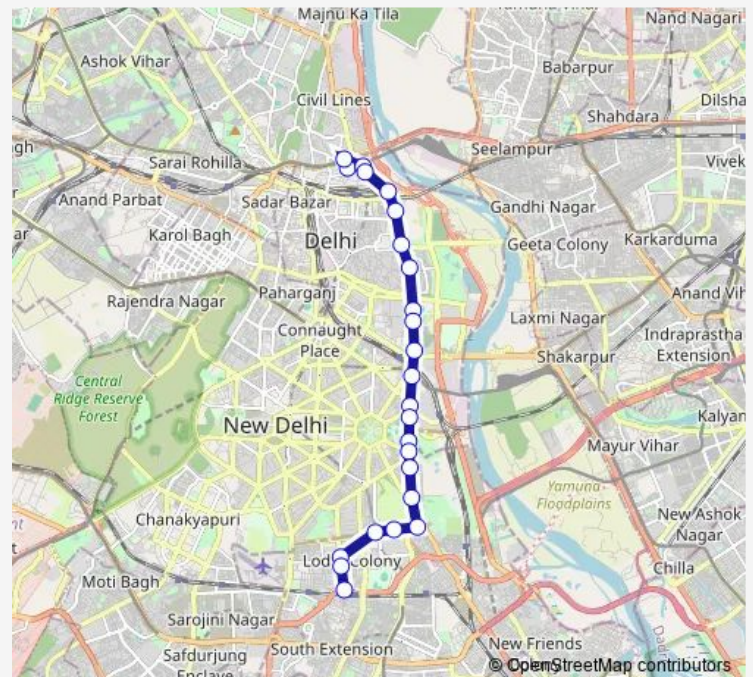 Majnu Ka Tila
Nand Nagari
Ashok Vihar
Babarpur
Civil Lines
Shahdara
Dilsha
gh
Sarai Rohilla
Seelampur
Vivek
Anand Parbat
Sadar Bazar
Gandhi Nagar
ar
Karol Bagh
Delhi
Geeta Colony
Karkarduma
Paharganj
Anand Vih
Rajendra Nagar
Laxmi Nagar
Connaught
Place
Indraprastha
Extension
Shakarpur
Central
Ridge Reserve
Forest
New Delhi
Kalyan
Mayur Vihar
Yamuna
Floodplains
Chanakyapuri
New Ashok
Nagar
t
Colony
Chilla
Moti Bagh
Sarojini Nagar
South Extension
New Friends
Safdurjung
Enclave
© OpenStreetMap contributors